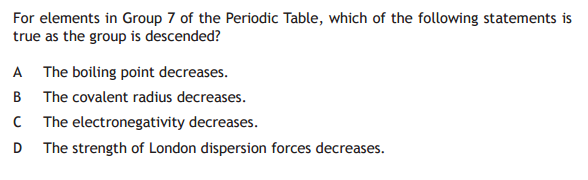 For elements in Group 7 of the Periodic Table, which of the following statements is
true as the group is descended?
A The boiling point decreases.
B The covalent radius decreases.
C The electronegativity decreases.
D The strength of London dispersion forces decreases.